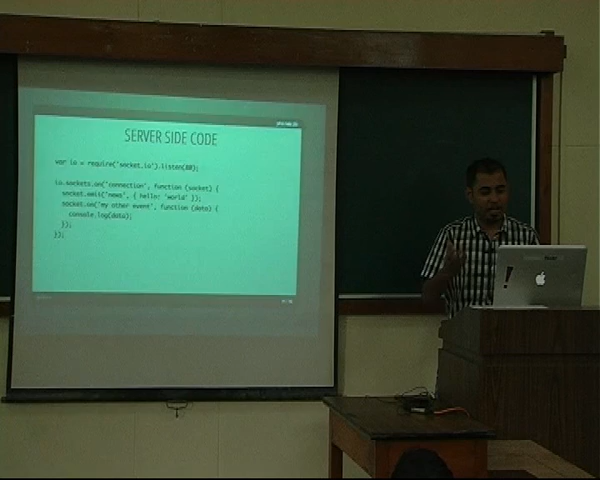 SERVER SIDE CODE
var io = require('socket.io').listen(80);
io.sockets.on('connection', function (socket) {
socket.emit('news', { hello: 'world' });
socket.on('my other event', function (data) {
console.log(data);
});
});